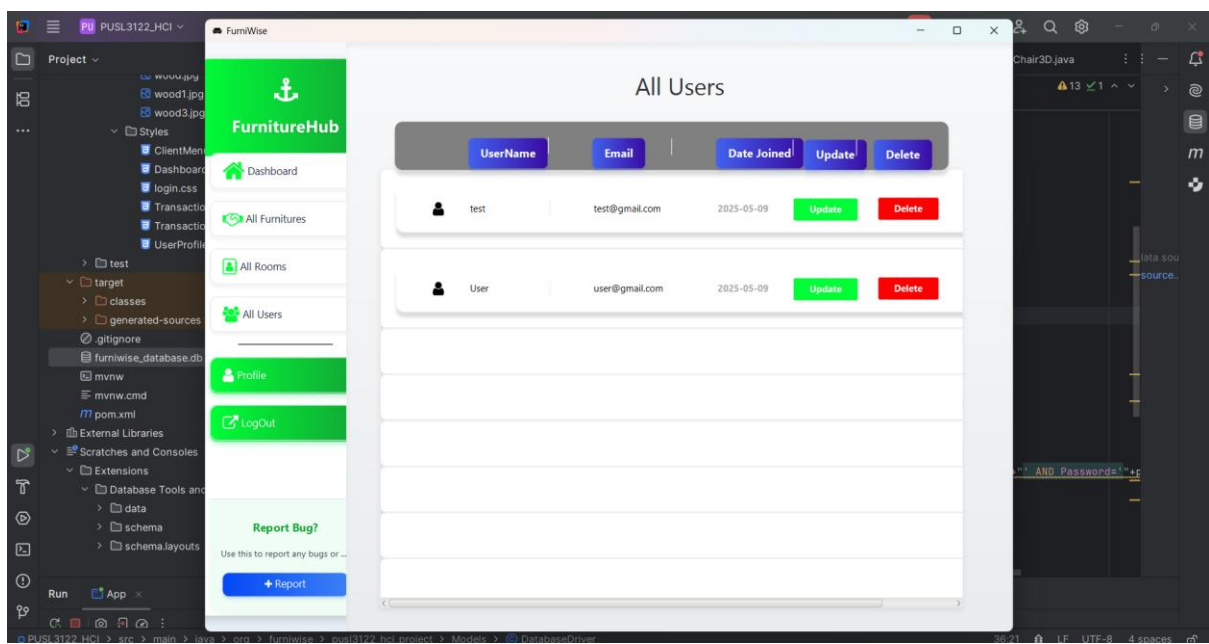 PU PUSL3122_HCI
FurniWise
Project
Chair3D.java
13 1
wood.jpg
wood1.jpg
wood3.jpg
Styles
ClientMen
Dashboard
login.css
Transactio
Transactio
UserProfile
test
target
classes
generated-sources
.gitignore
furniwise_database.db
mvnw
mvnw.cmd
pom.xml
External Libraries
Scratches and Consoles
Extensions
Database Tools and
data
schema
schema.layouts
FurnitureHub
Dashboard
All Furnitures
All Rooms
All Users
Profile
LogOut
Report Bug?
Use this to report any bugs or ...
+ Report
All Users
UserName Email Date Joined Update Delete
test test@gmail.com 2025-05-09 Update Delete
User user@gmail.com 2025-05-09 Update Delete
lata sou
source..
+"' AND Password='"+p
Run App
PUSL3122_HCI > src > main > java > org > furniwise > pusl3122_hci_project > Models > DatabaseDriver
36:21 LF UTF-8 4 spaces